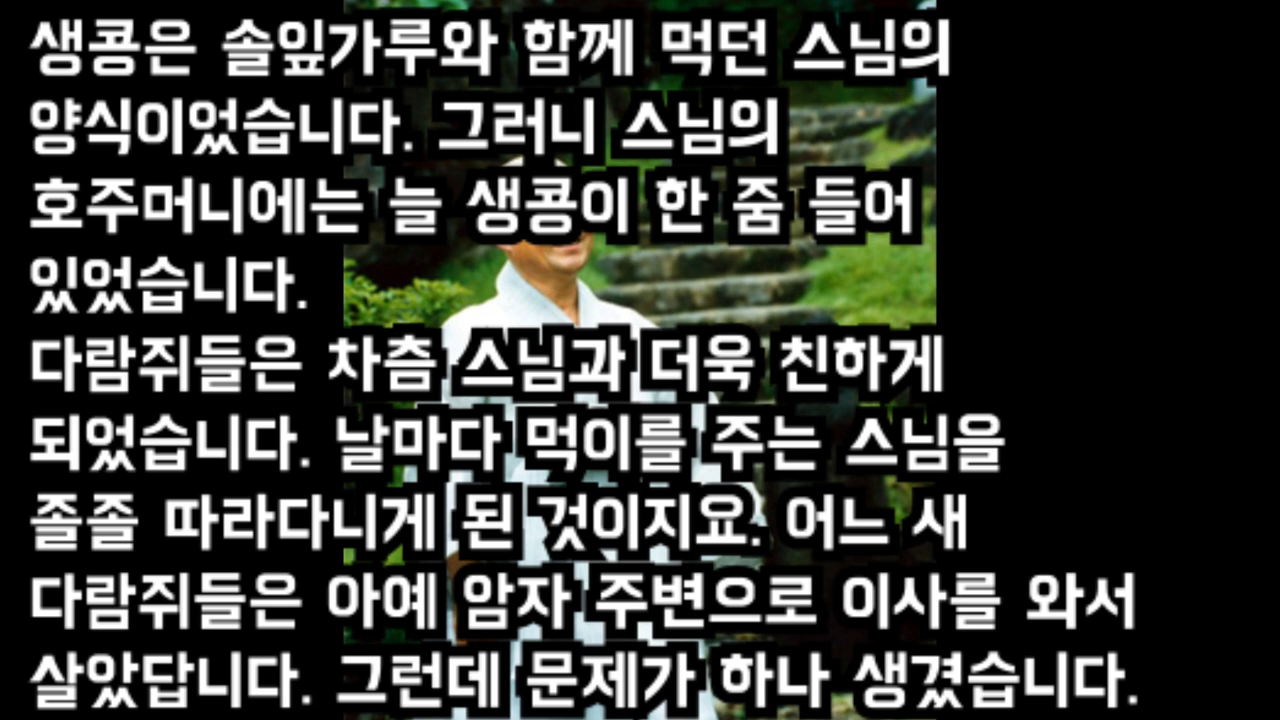 생콩은 솔잎가루와 함께 먹던 스님의
양식이었습니다. 그러니 스님의
호주머니에는 늘 생콩이 한 줌 들어
있었습니다.
다람쥐들은 차츰 스님과 더욱 친하게
되었습니다. 날마다 먹이를 주는 스님을
졸졸 따라다니게 된 것이지요. 어느 새
다람쥐들은 아예 암자 주변으로 이사를 와서
살았답니다. 그런데 문제가 하나 생겼습니다.